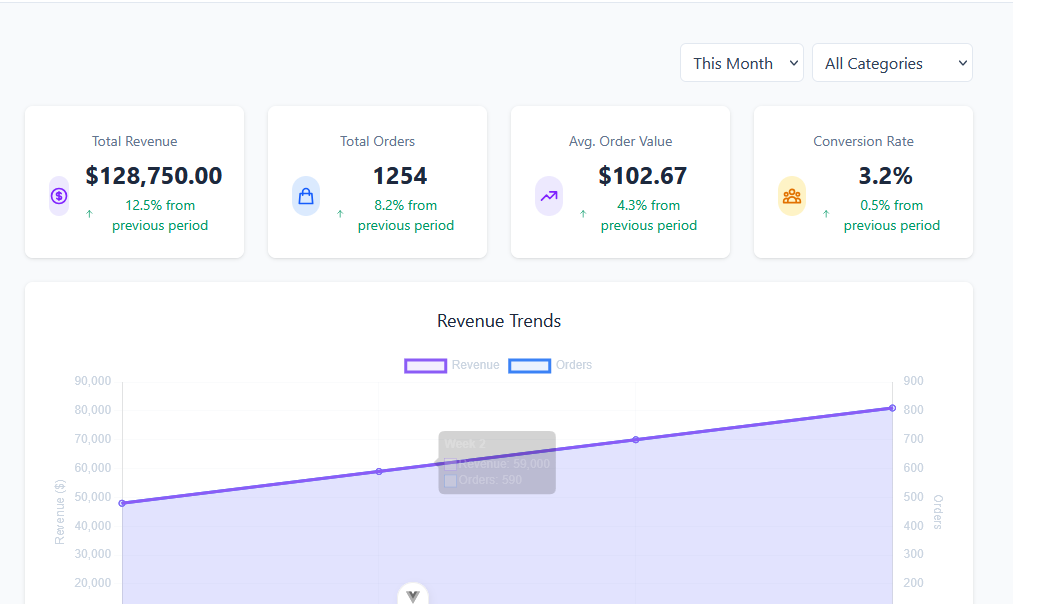 This Month
All Categories
Total Revenue
$128,750.00
↑ 12.5% from
previous period
Total Orders
1254
↑ 8.2% from
previous period
Avg. Order Value
$102.67
↑ 4.3% from
previous period
Conversion Rate
3.2%
↑ 0.5% from
previous period
Revenue Trends
Revenue
Orders
90,000
80,000
70,000
60,000
50,000
40,000
30,000
20,000
Revenue ($)
Week 2
Revenue: 59,000
Orders: 590
900
800
700
600
500
400
300
200
Orders